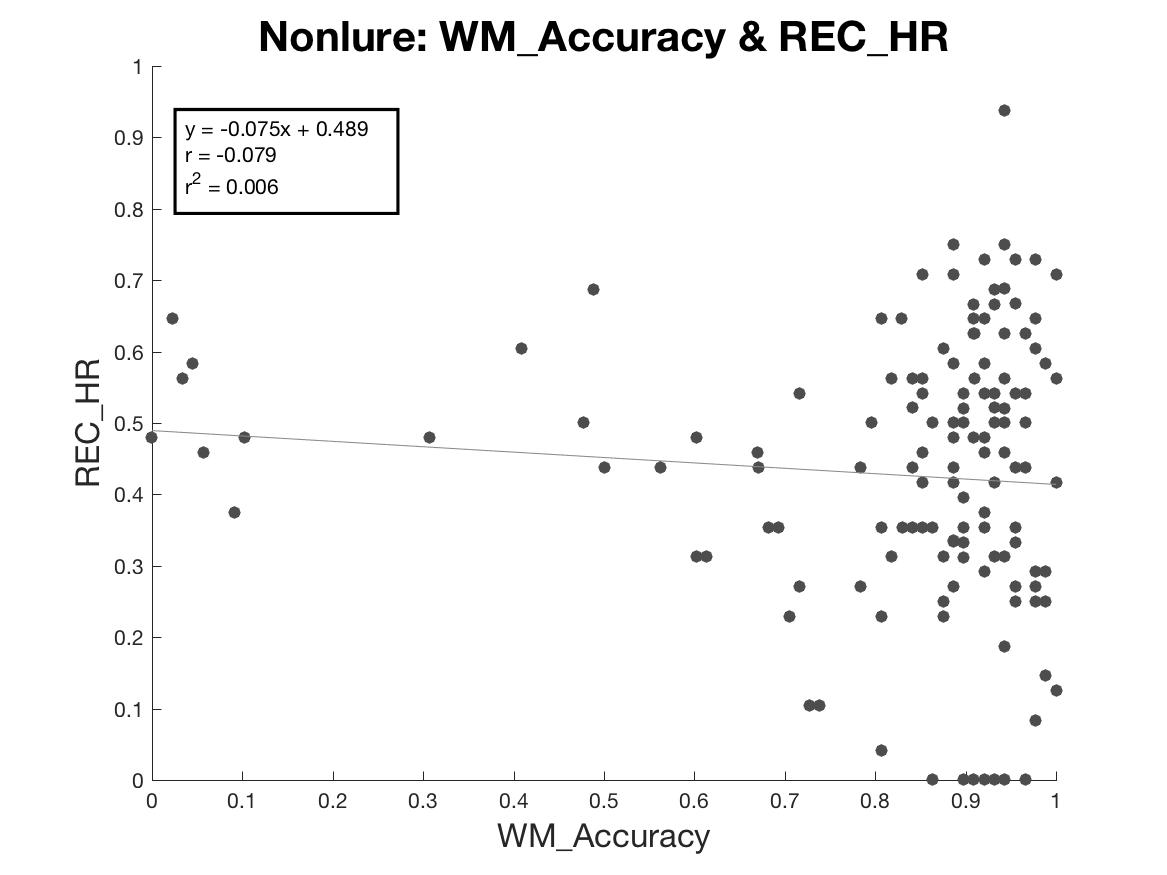 Nonlure: WM_Accuracy & REC_HR
1
0.9
0.8
0.7
0.6
0.5
0.4
0.3
0.2
0.1
0
y = -0.075x + 0.489
r = -0.079
r² = 0.006
REC_HR
0 0.1 0.2 0.3 0.4 0.5 0.6 0.7 0.8 0.9 1
WM_Accuracy